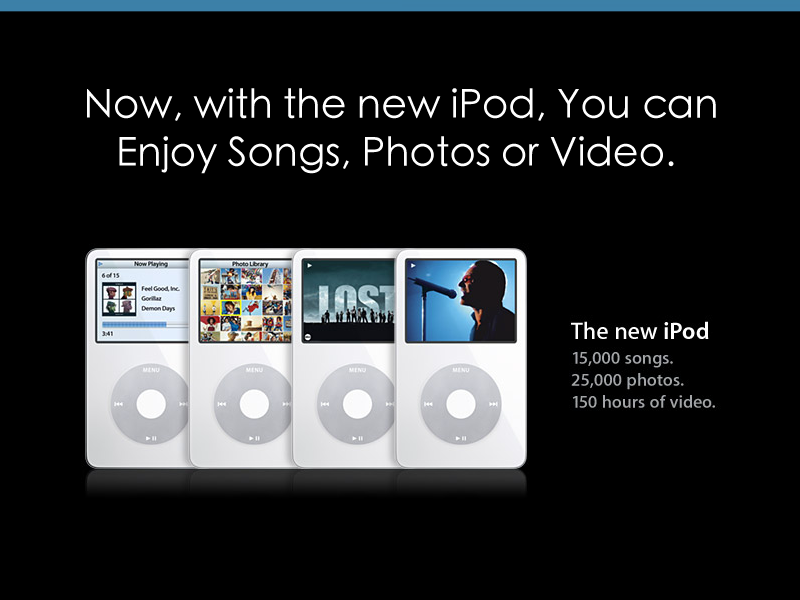 Now, with the new iPod, You can
Enjoy Songs, Photos or Video.
Now Playing
6 of 15
Feel Good, Inc.
Gorillaz
Demon Days
3:41
MENU
Photo Library
MENU
LOST
MENU
MENU
The new iPod
15,000 songs.
25,000 photos.
150 hours of video.